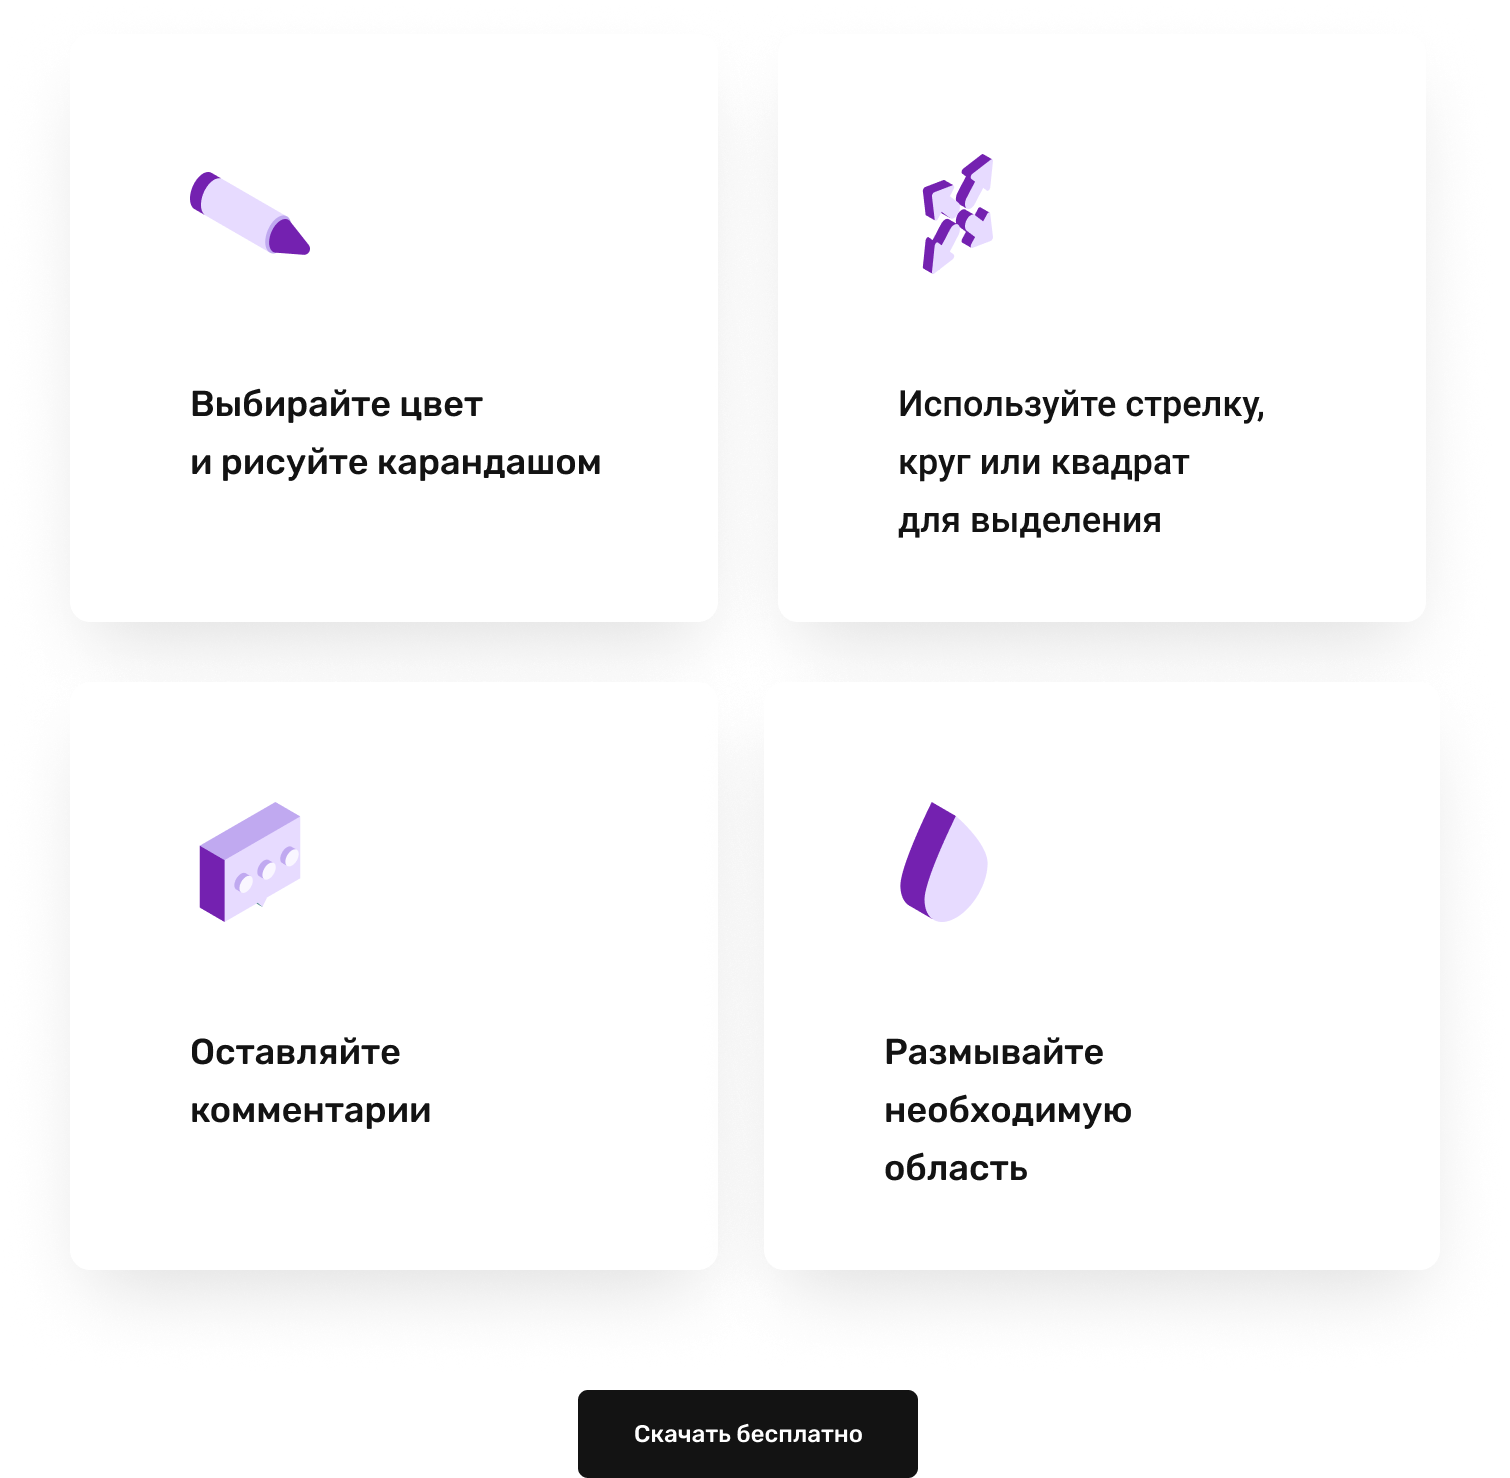 Выбирайте цвет
и рисуйте карандашом
Используйте стрелку,
круг или квадрат
для выделения
Оставляйте
комментарии
Размывайте
необходимую
область
Скачать бесплатно